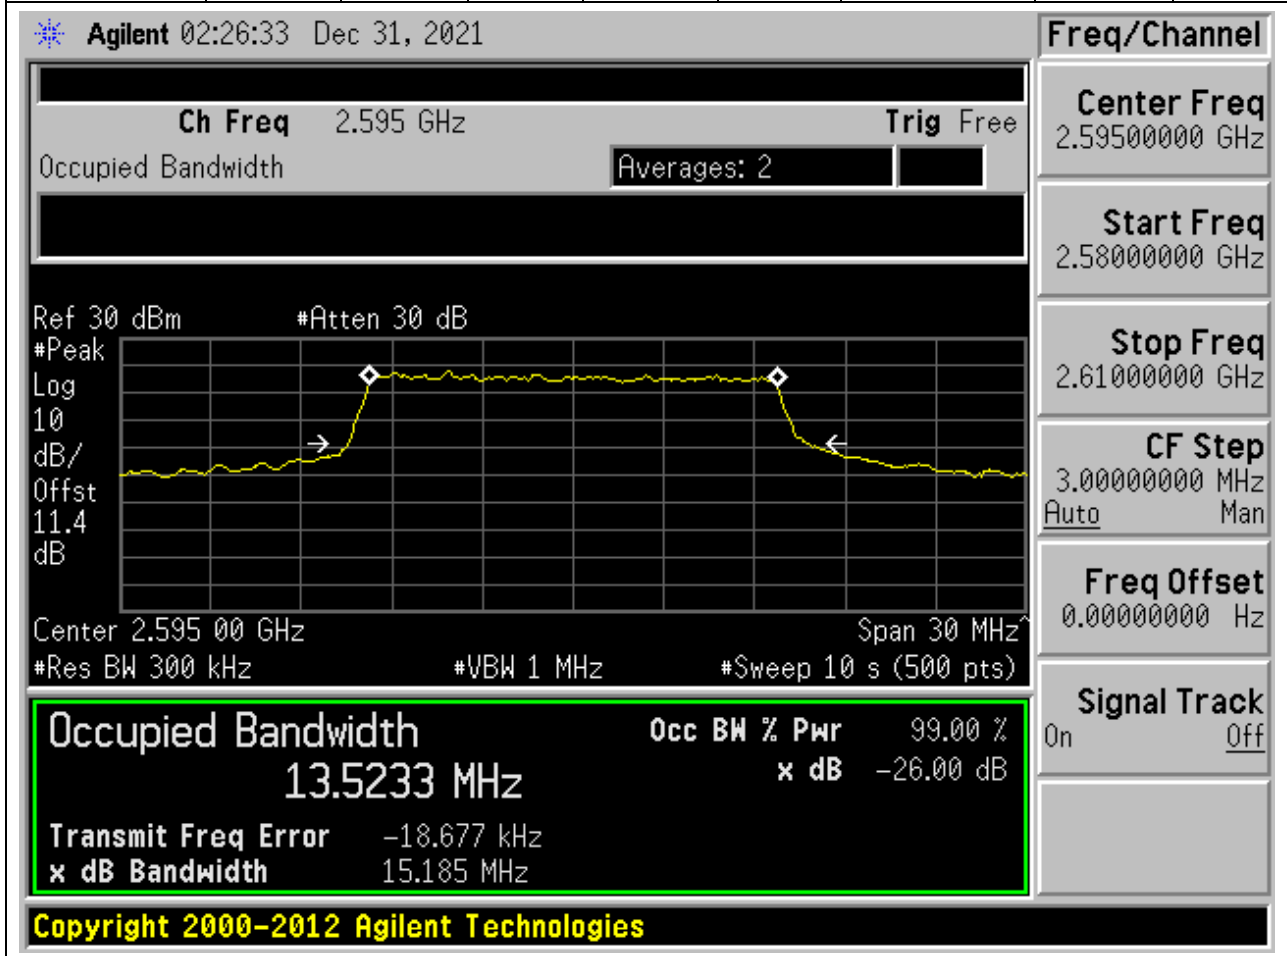 Agilent 02:26:33 Dec 31, 2021
Freq/Channel
Ch Freq 2.595 GHz Trig Free
Occupied Bandwidth Averages: 2
Center Freq
2.59500000 GHz
Start Freq
2.58000000 GHz
Stop Freq
2.61000000 GHz
CF Step
3.00000000 MHz
Auto Man
Freq Offset
0.00000000 Hz
Signal Track
On Off
Ref 30 dBm #Atten 30 dB
#Peak
Log
10
dB/
Offst
11.4
dB
Center 2.595 00 GHz Span 30 MHz^
#Res BW 300 kHz #VBW 1 MHz #Sweep 10 s (500 pts)
Occupied Bandwidth
13.5233 MHz
Occ BW % Pwr 99.00 %
x dB -26.00 dB
Transmit Freq Error -18.677 kHz
x dB Bandwidth 15.185 MHz
Copyright 2000-2012 Agilent Technologies